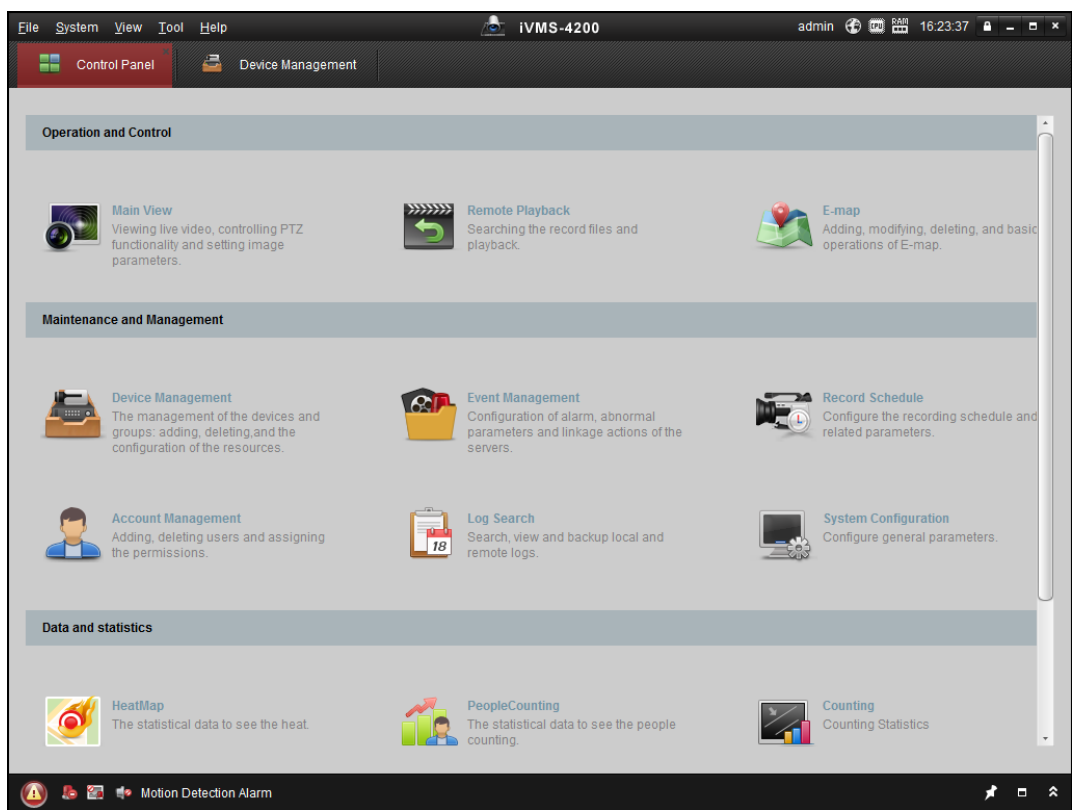 File System View Tool Help iVMS-4200 admin CPU RAM 16:23:37
Control Panel Device Management
Operation and Control
Main View
Viewing live video, controlling PTZ
functionality and setting image
parameters.
Remote Playback
Searching the record files and
playback.
E-map
Adding, modifying, deleting, and basic
operations of E-map.
Maintenance and Management
Device Management
The management of the devices and
groups: adding, deleting,and the
configuration of the resources.
Event Management
Configuration of alarm, abnormal
parameters and linkage actions of the
servers.
Record Schedule
Configure the recording schedule and
related parameters.
Account Management
Adding, deleting users and assigning
the permissions.
18
Log Search
Search, view and backup local and
remote logs.
System Configuration
Configure general parameters.
Data and statistics
HeatMap
The statistical data to see the heat.
PeopleCounting
The statistical data to see the people
counting.
Counting
Counting Statistics
Motion Detection Alarm